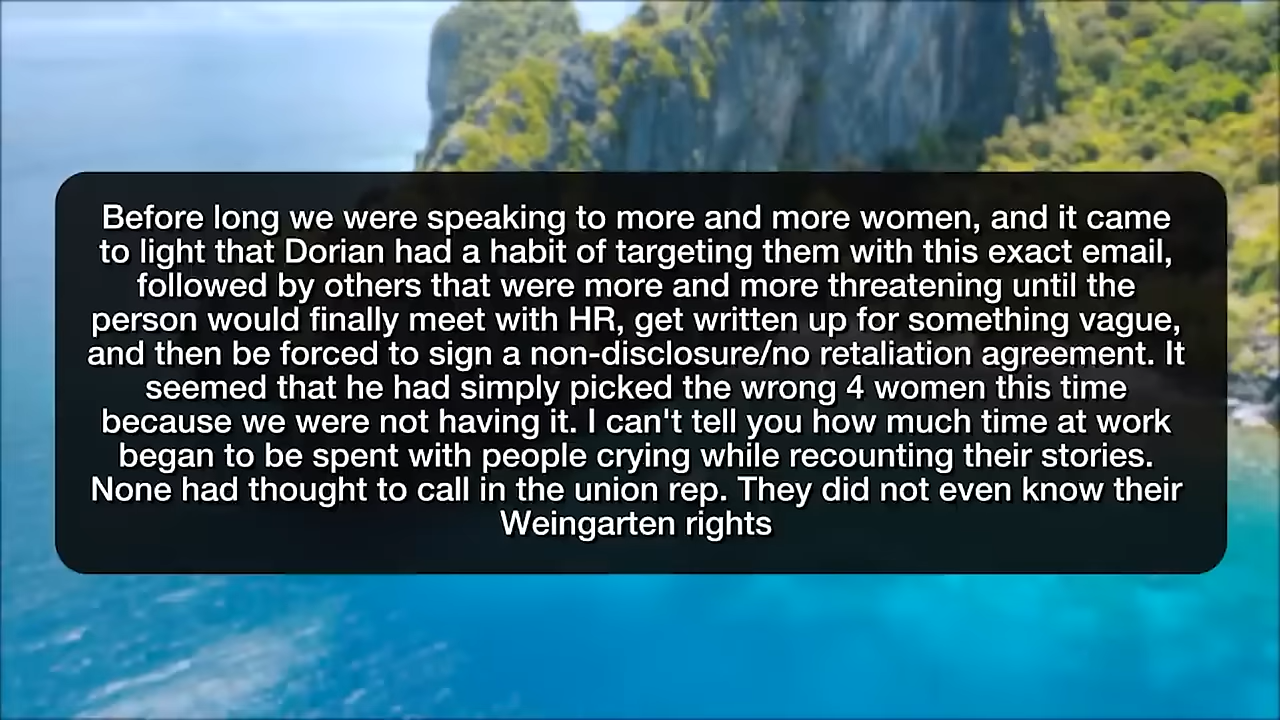 Before long we were speaking to more and more women, and it came
to light that Dorian had a habit of targeting them with this exact email,
followed by others that were more and more threatening until the
person would finally meet with HR, get written up for something vague,
and then be forced to sign a non-disclosure/no retaliation agreement. It
seemed that he had simply picked the wrong 4 women this time
because we were not having it. I can't tell you how much time at work
began to be spent with people crying while recounting their stories.
None had thought to call in the union rep. They did not even know their
Weingarten rights